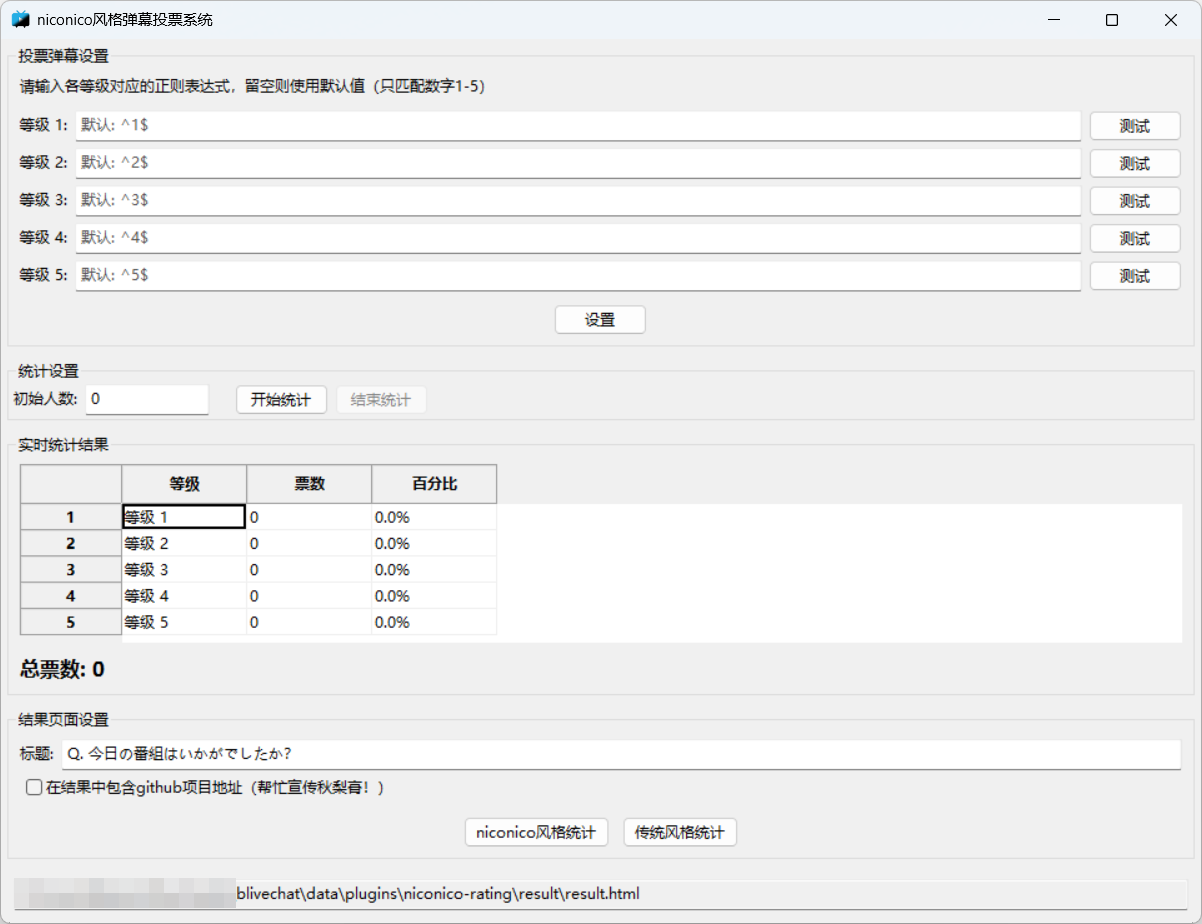 niconico风格弹幕投票系统
投票弹幕设置
请输入各等级对应的正则表达式，留空则使用默认值（只匹配数字1-5）
等级 1: 默认: ^1$ 测试
等级 2: 默认: ^2$ 测试
等级 3: 默认: ^3$ 测试
等级 4: 默认: ^4$ 测试
等级 5: 默认: ^5$ 测试
设置
统计设置
初始人数: 0 开始统计 结束统计
实时统计结果
等级 票数 百分比
1 等级 1 0 0.0%
2 等级 2 0 0.0%
3 等级 3 0 0.0%
4 等级 4 0 0.0%
5 等级 5 0 0.0%
总票数: 0
结果页面设置
标题: Q. 今日の番組はいかがでしたか?
在结果中包含github项目地址（帮忙宣传秋梨膏！）
niconico风格统计 传统风格统计
blivechat\data\plugins\niconico-rating\result\result.html